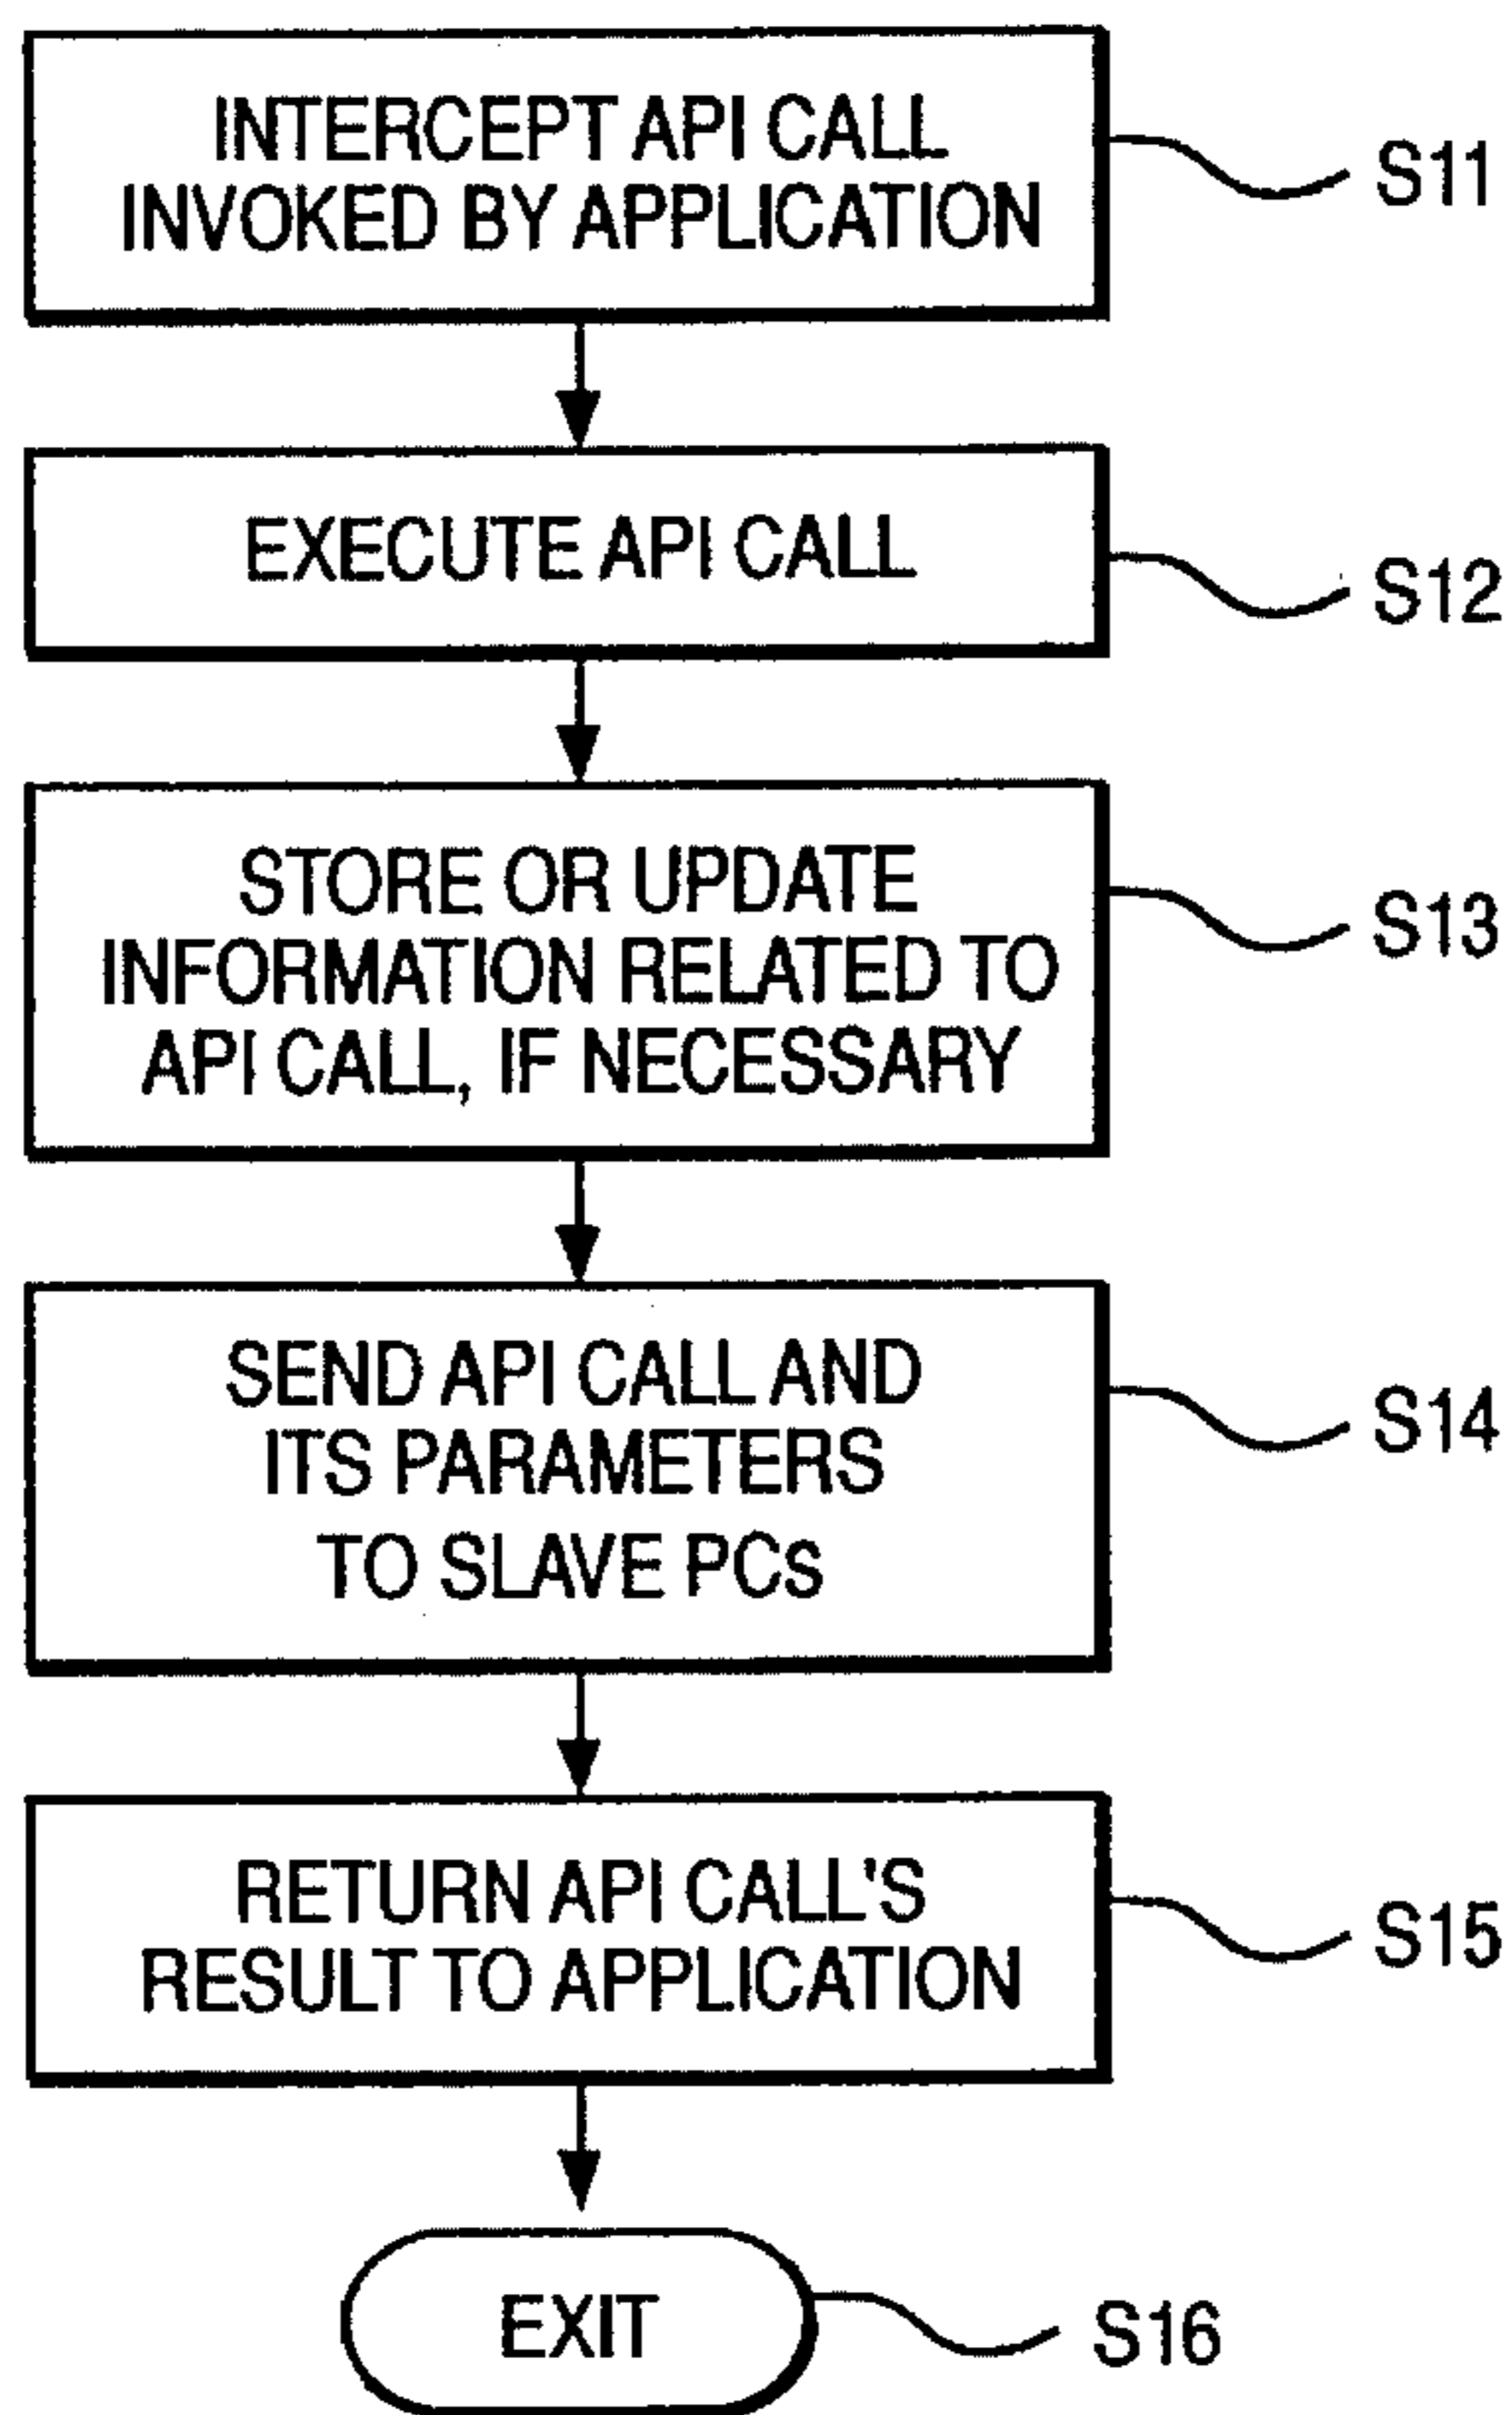 INTERCEPT API CALL
INVOKED BY APPLICATION
S11
EXECUTE API CALL
S12
STORE OR UPDATE
INFORMATION RELATED TO
API CALL, IF NECESSARY
S13
SEND API CALL AND
ITS PARAMETERS
TO SLAVE PCs
S14
RETURN API CALL'S
RESULT TO APPLICATION
S15
EXIT
S16